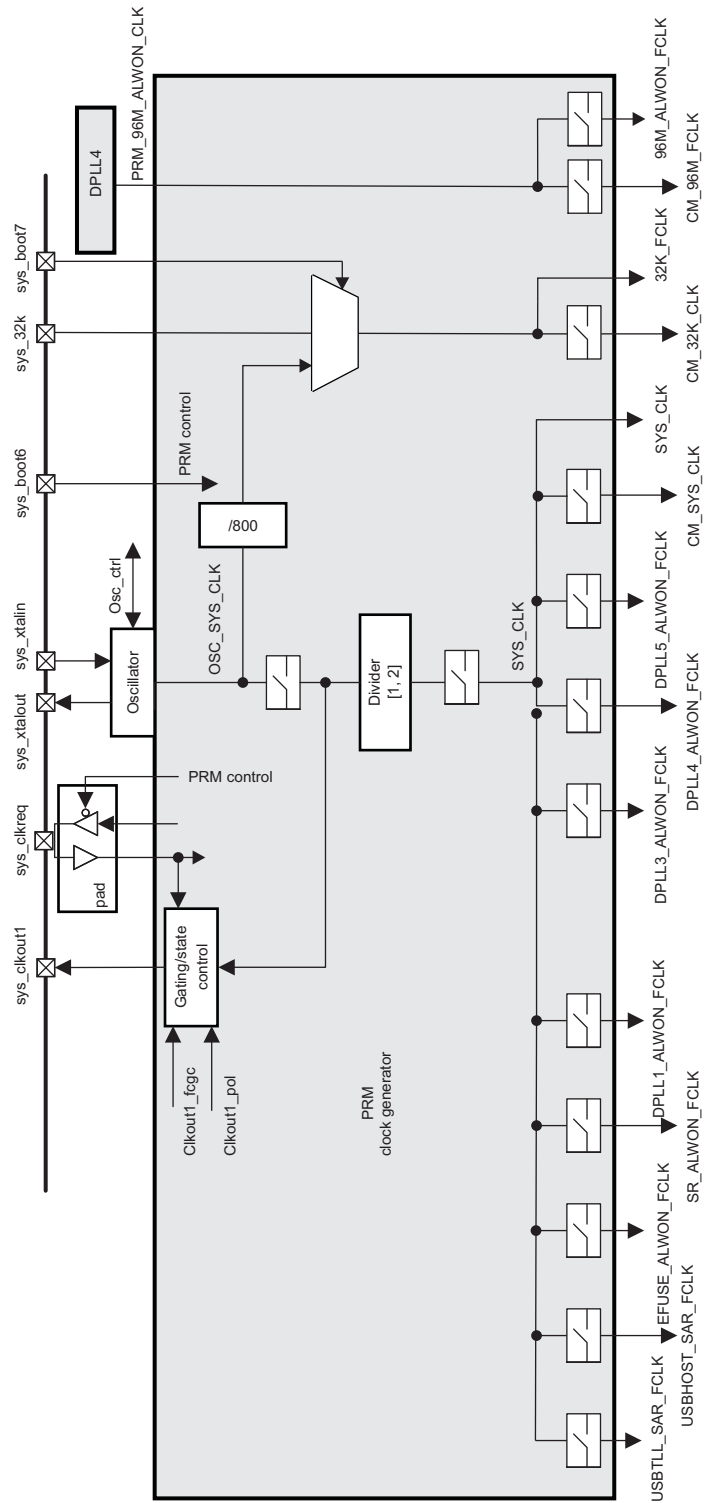 sys_clkout1
sys_clkreq
sys_xtalout
sys_xtalin
sys_boot6
sys_32k
sys_boot7
DPLL4
PRM_96M_ALWON_CLK
pad
PRM control
Oscillator
Osc_ctrl
PRM control
Gating/state
control
Clkout1_fcgc
Clkout1_pol
OSC_SYS_CLK
/800
PRM
clock generator
Divider
[1, 2]
SYS_CLK
USBTLL_SAR_FCLK
USBHOST_SAR_FCLK
EFUSE_ALWON_FCLK
SR_ALWON_FCLK
DPLL1_ALWON_FCLK
DPLL3_ALWON_FCLK
DPLL4_ALWON_FCLK
DPLL5_ALWON_FCLK
CM_SYS_CLK
SYS_CLK
CM_32K_CLK
32K_FCLK
CM_96M_FCLK
96M_ALWON_FCLK